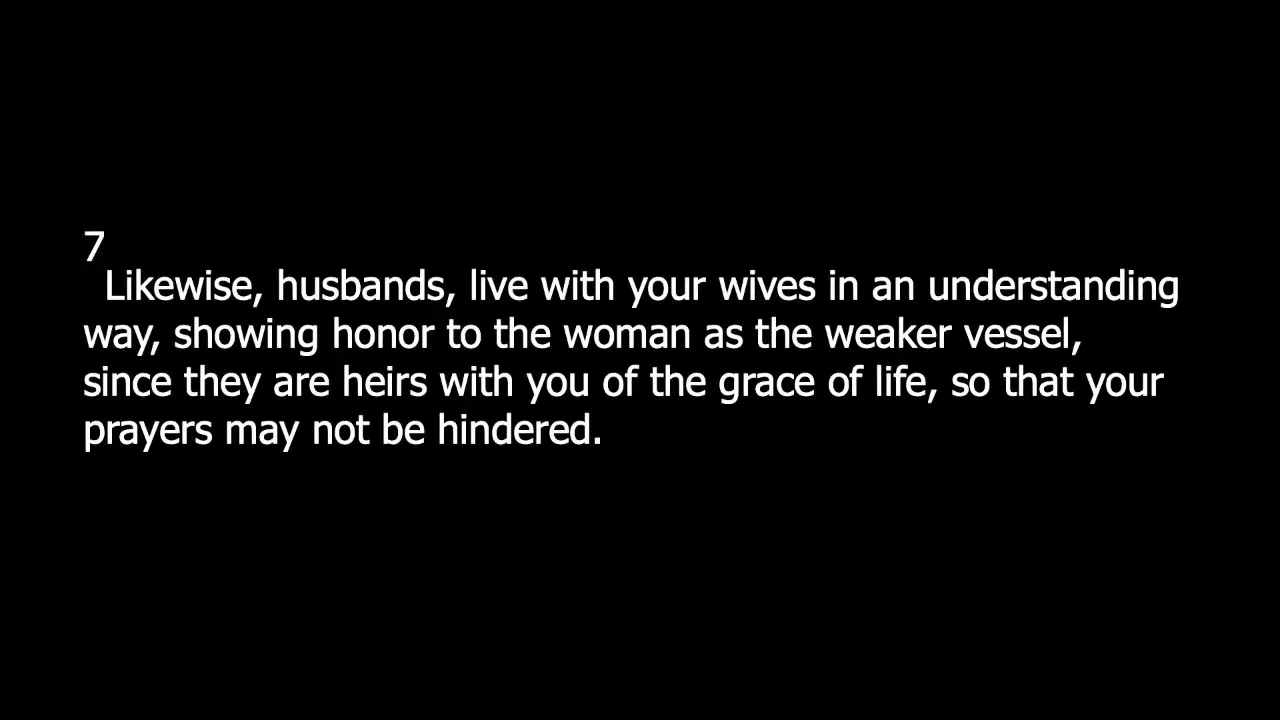 7
Likewise, husbands, live with your wives in an understanding
way, showing honor to the woman as the weaker vessel,
since they are heirs with you of the grace of life, so that your
prayers may not be hindered.